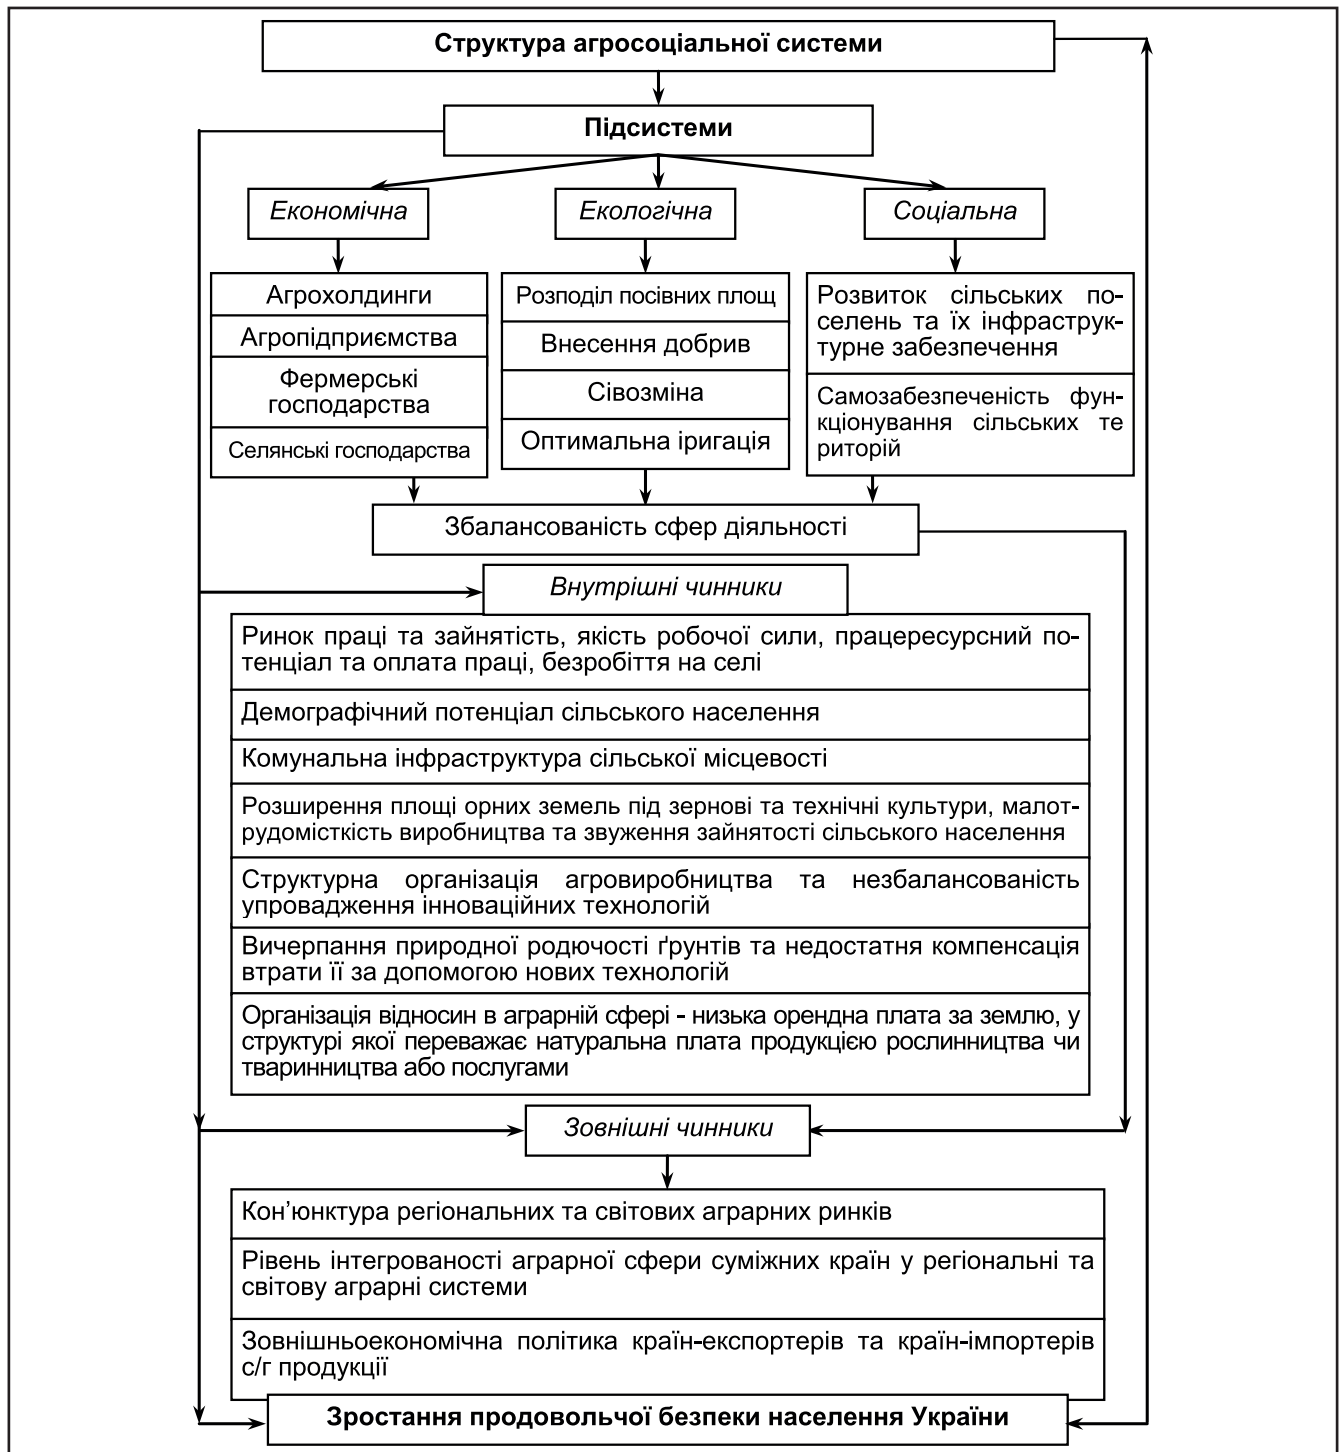 Структура агросоціальної системи
Підсистеми
Економічна
Екологічна
Соціальна
Агрохолдинги
Агропідприємства
Фермерські
господарства
Селянські господарства
Розподіл посівних площ
Внесення добрив
Сівозміна
Оптимальна іригація
Розвиток сільських по-
селень та їх інфраструк-
турне забезпечення
Самозабезпеченість фун-
кціонування сільських те
риторій
Збалансованість сфер діяльності
Внутрішні чинники
Ринок праці та зайнятість, якість робочої сили, працересурсний по-
тенціал та оплата праці, безробіття на селі
Демографічний потенціал сільського населення
Комунальна інфраструктура сільської місцевості
Розширення площі орних земель під зернові та технічні культури, малот-
рудомісткість виробництва та звуження зайнятості сільського населення
Структурна організація агровиробництва та незбалансованість
упровадження інноваційних технологій
Вичерпання природної родючості ґрунтів та недостатня компенсація
втрати її за допомогою нових технологій
Організація відносин в аграрній сфері - низька орендна плата за землю, у
структурі якої переважає натуральна плата продукцією рослинництва чи
тваринництва або послугами
Зовнішні чинники
Кон’юнктура регіональних та світових аграрних ринків
Рівень інтегрованості аграрної сфери суміжних країн у регіональні та
світову аграрні системи
Зовнішньоекономічна політика країн-експортерів та країн-імпортерів
с/г продукції
Зростання продовольчої безпеки населення України